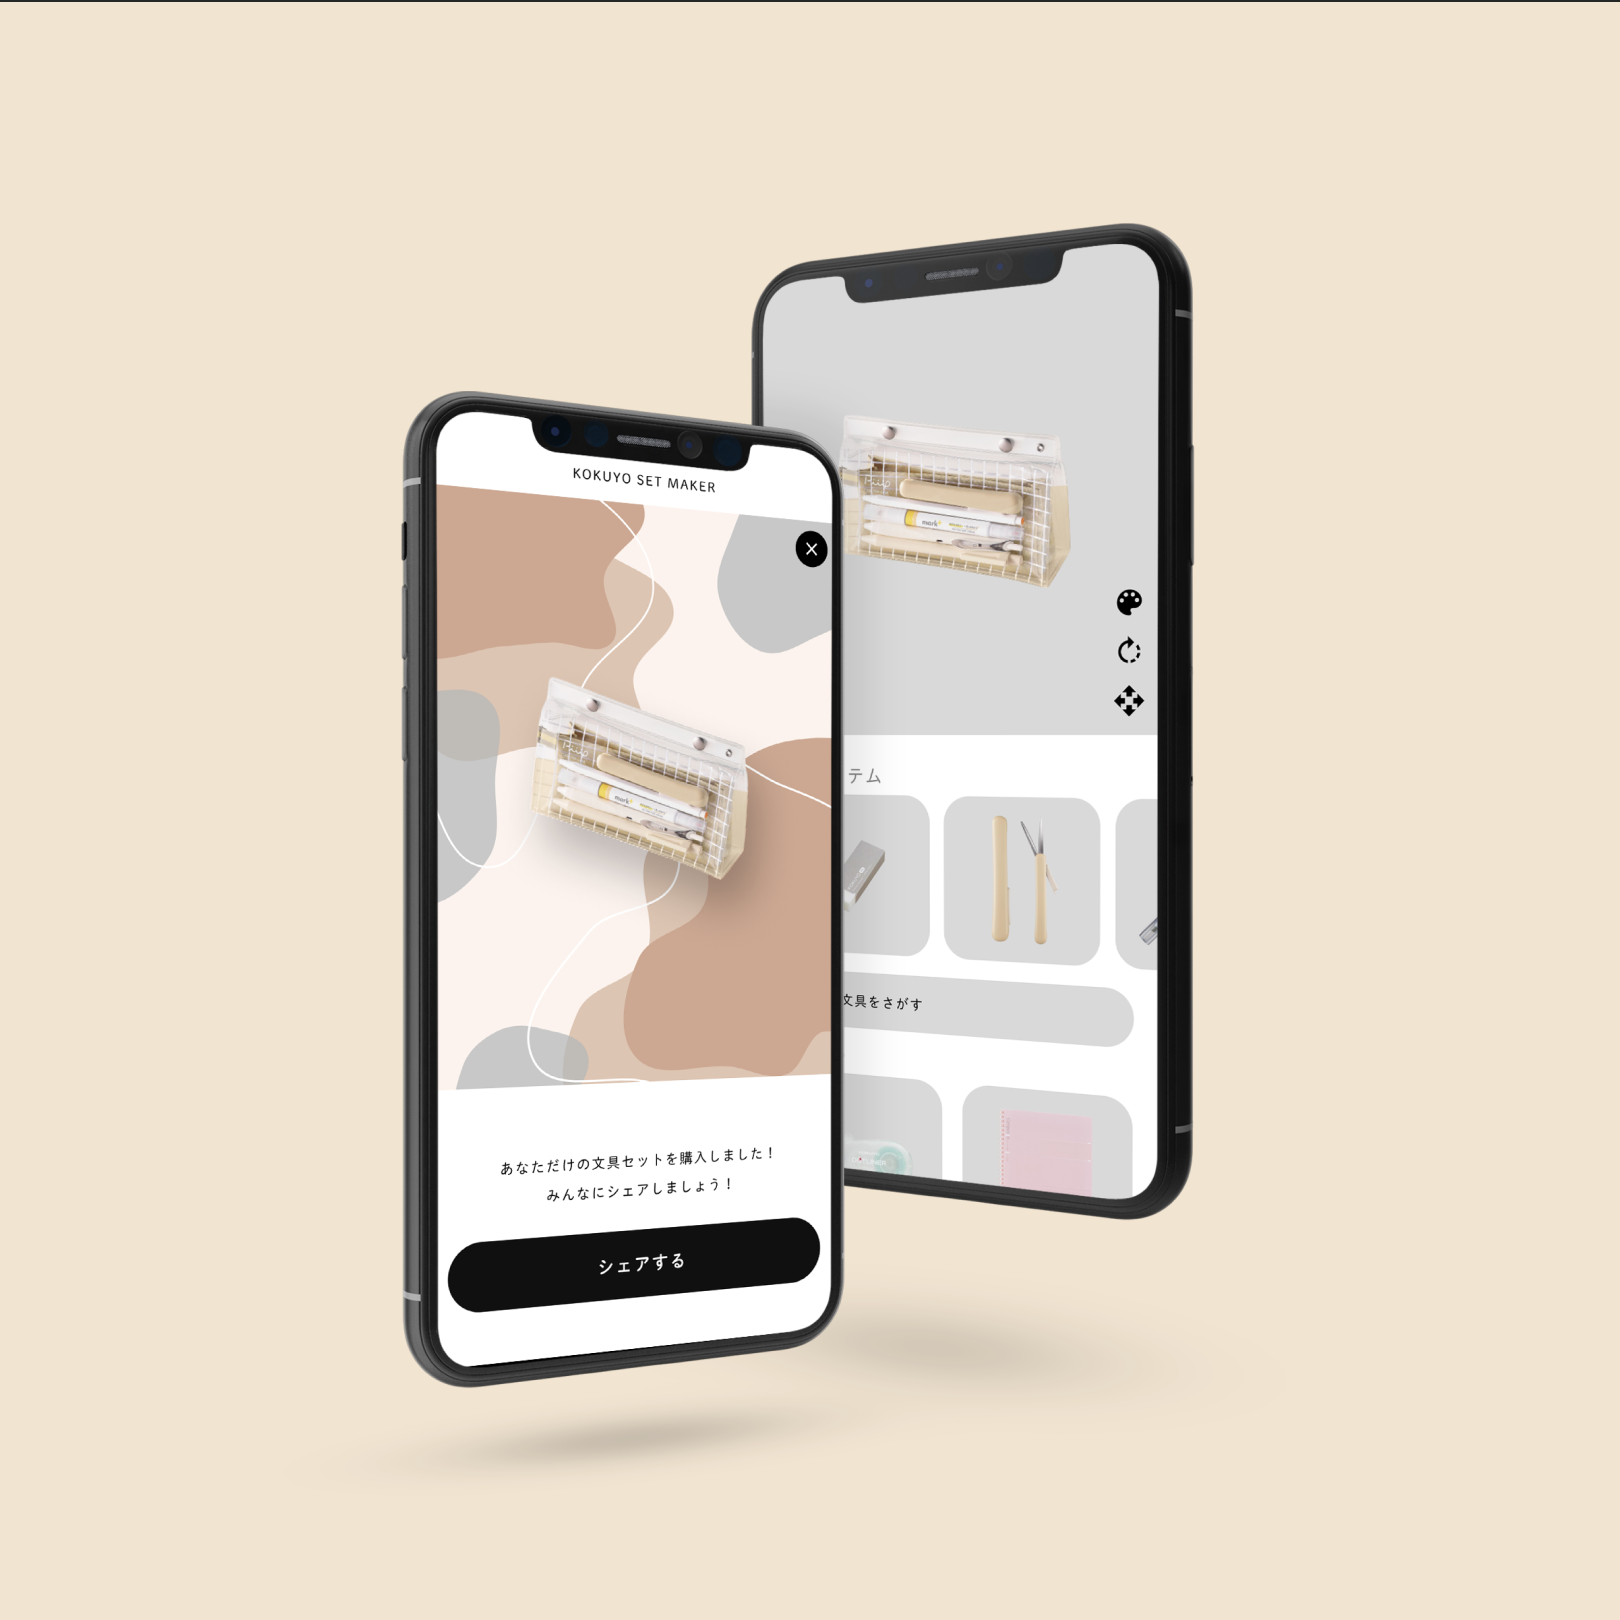 KOKUYO SET MAKER
あなただけの文具セットを購入しました！
みんなにシェアしましょう！
シェアする
mark+
テム
文具をさがす
mark+